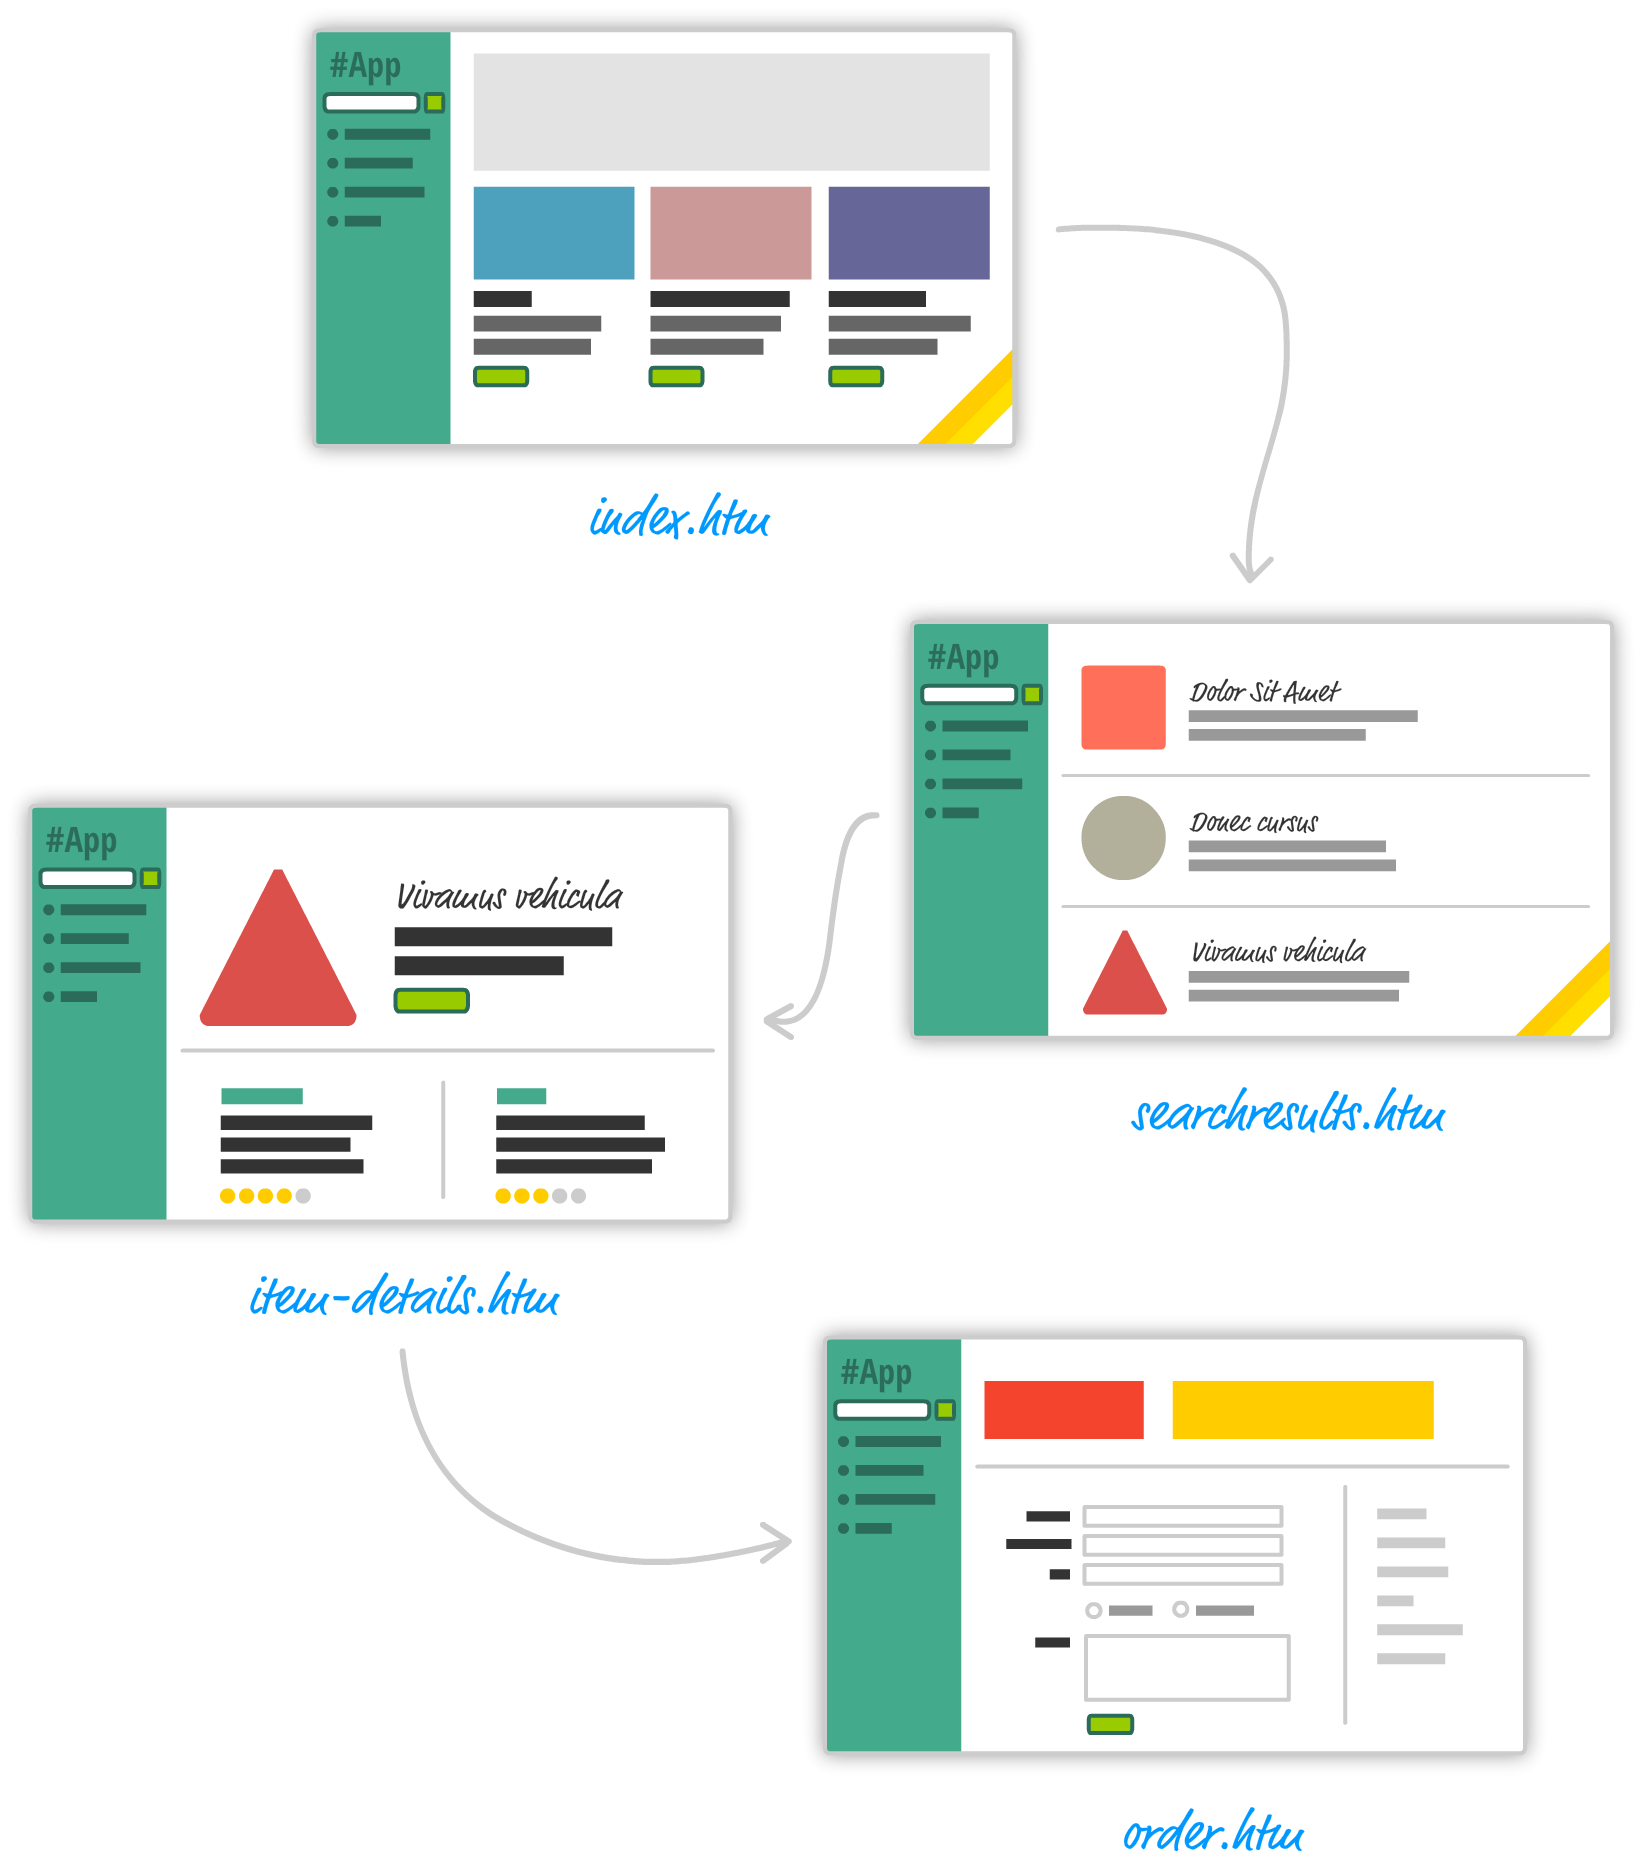 #App
index.htm
#App
Dolor Sit Amet
Donec cursus
Vivamus vehicula
searchresults.htm
#App
Vivamus vehicula
item-details.htm
#App
order.htm